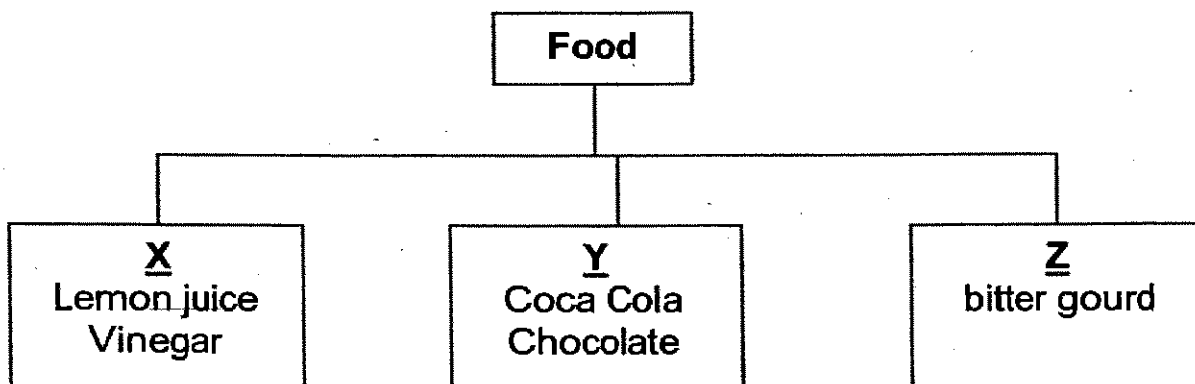 Food
X
Lemon juice
Vinegar
Y
Coca Cola
Chocolate
Z
bitter gourd